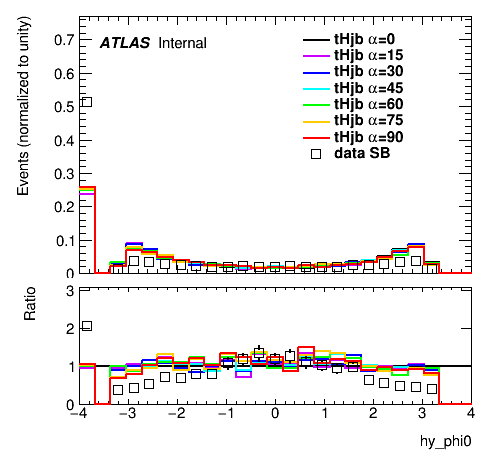 ATLAS Internal
tHjb α=0
tHjb α=15
tHjb α=30
tHjb α=45
tHjb α=60
tHjb α=75
tHjb α=90
data SB
Events (normalized to unity)
0.7
0.6
0.5
0.4
0.3
0.2
0.1
0
Ratio
3
2
1
0
−4 −3 −2 −1 0 1 2 3 4
hy_phi0